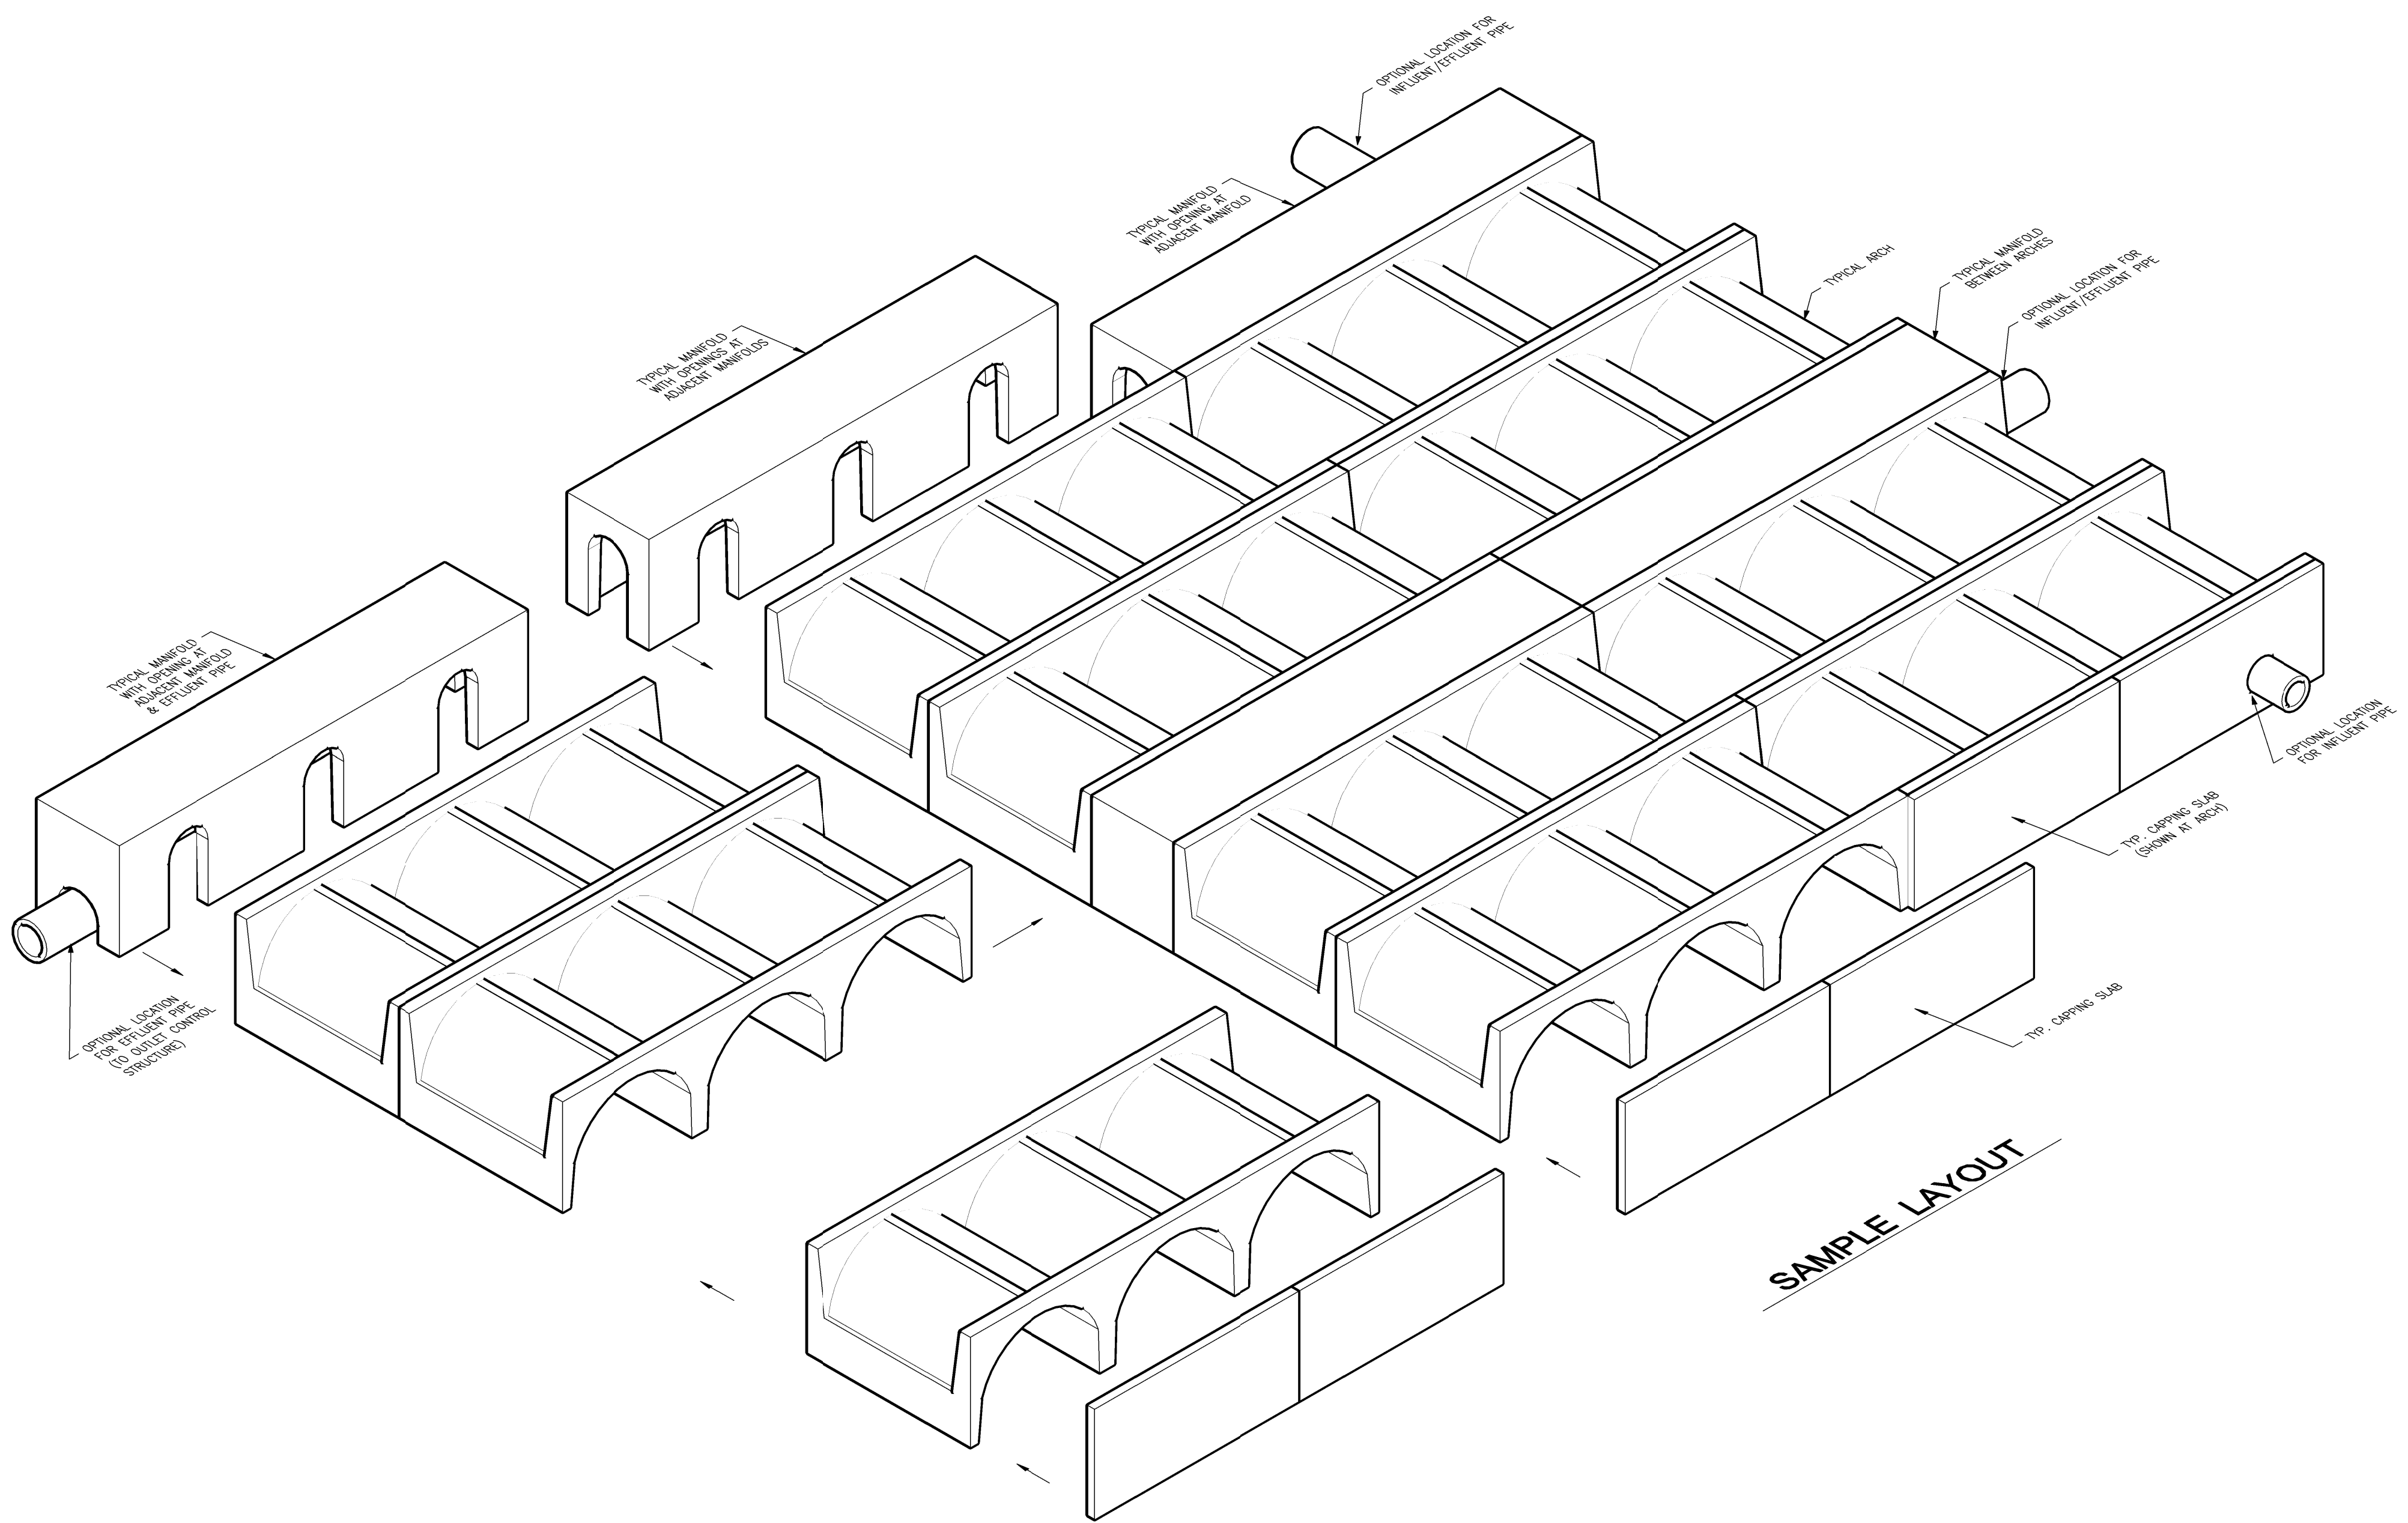 OPTIONAL LOCATION FOR
INFLUENT/EFFLUENT PIPE
TYPICAL MANIFOLD
WITH OPENING AT
ADJACENT MANIFOLD
TYPICAL MANIFOLD
BETWEEN ARCHES
TYPICAL ARCH
OPTIONAL LOCATION FOR
INFLUENT/EFFLUENT PIPE
TYPICAL MANIFOLD
WITH OPENINGS AT
ADJACENT MANIFOLDS
TYPICAL MANIFOLD
WITH OPENING AT
ADJACENT MANIFOLD
& EFFLUENT PIPE
OPTIONAL LOCATION
FOR INFLUENT PIPE
TYP. CAPPING SLAB
(SHOWN AT ARCH)
OPTIONAL LOCATION
FOR EFFLUENT PIPE
(TO OUTLET CONTROL
STRUCTURE)
TYP. CAPPING SLAB
SAMPLE LAYOUT